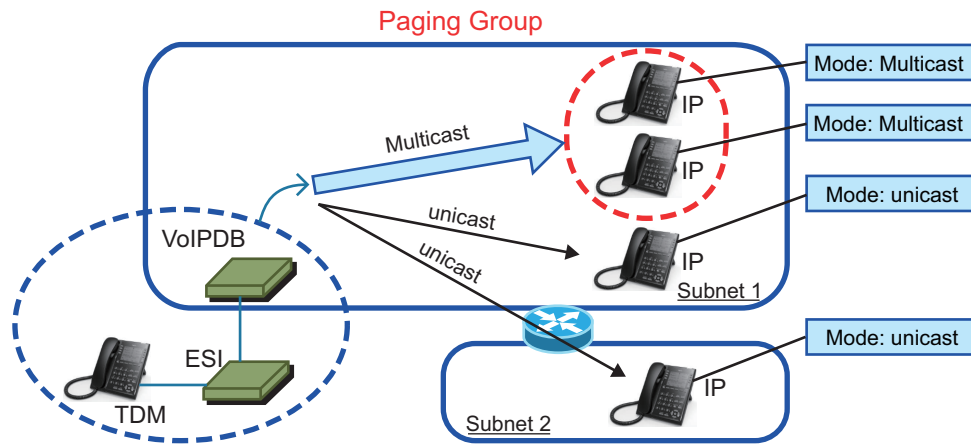 Paging Group
Mode: Multicast
IP
Mode: Multicast
Multicast
IP
Mode: unicast
unicast
VoIPDB
unicast
IP
Subnet 1
Mode: unicast
ESI
IP
TDM
Subnet 2